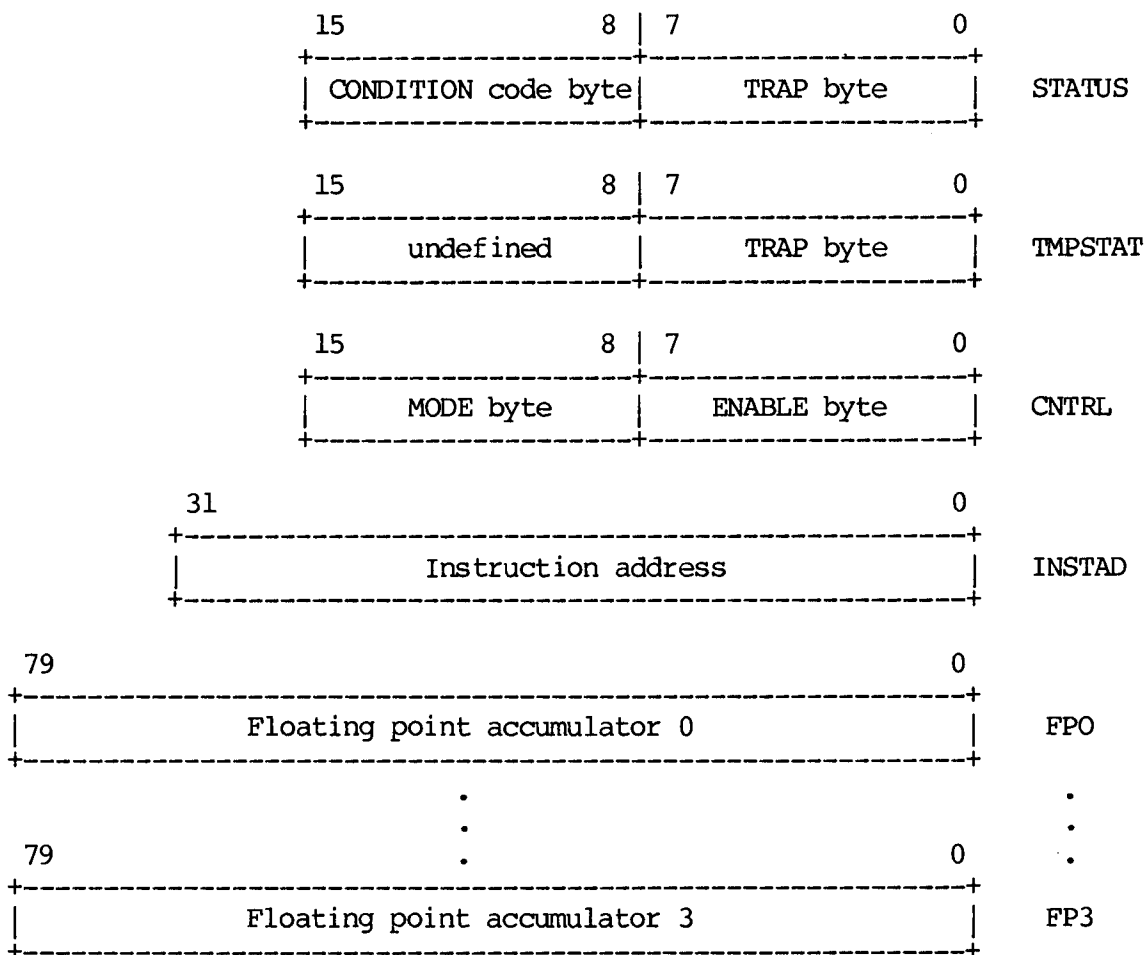 15 8 | 7 0
CONDITION code byte | TRAP byte STATUS
15 8 | 7 0
undefined | TRAP byte TMPSTAT
15 8 | 7 0
MODE byte | ENABLE byte CNTRL
31 0
Instruction address INSTAD
79 0
Floating point accumulator 0 FP0
79 0
Floating point accumulator 3 FP3